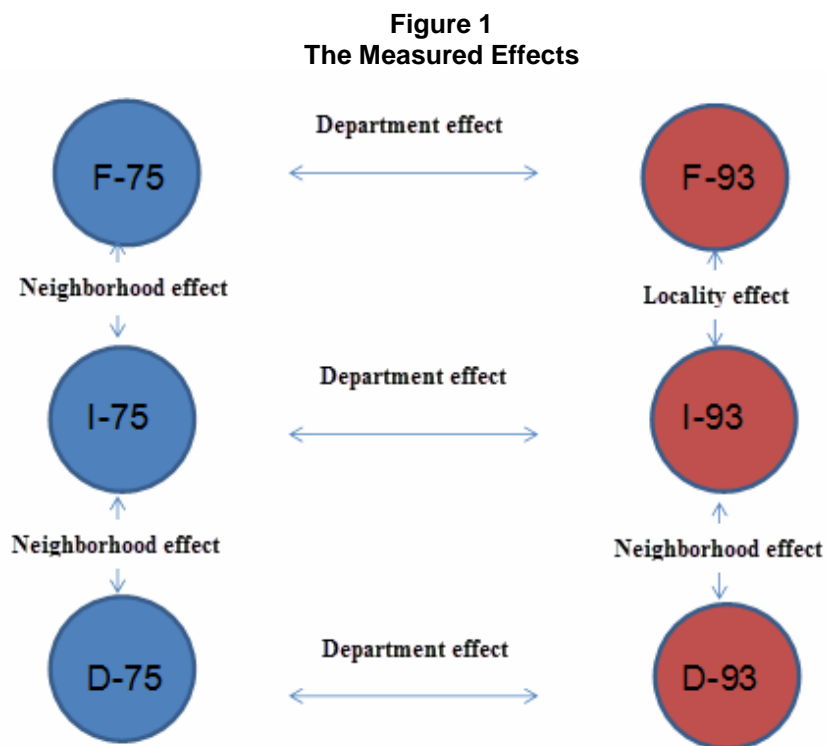 Figure 1
The Measured Effects
Department effect
F-75
F-93
Neighborhood effect
Locality effect
Department effect
I-75
I-93
Neighborhood effect
Neighborhood effect
Department effect
D-75
D-93